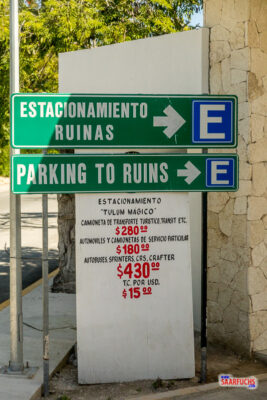 ESTACIONAMIENTO
RUINAS
E
PARKING TO RUINS
E
ESTACIONAMIENTO
"TULUM MAGICO"
CAMIONETA DE TRANSPORTE TURISTICO, TRANSIT ETC.
$ 280.00
AUTOMOVILES Y CAMIONETAS DE SERVICIO PARTICULAR
$ 180.00
AUTOBUSES, SPRINTERS, CRS, CRAFTER
$ 430.00
T.C. POR USD.
$ 15.00
SAARFUCHS